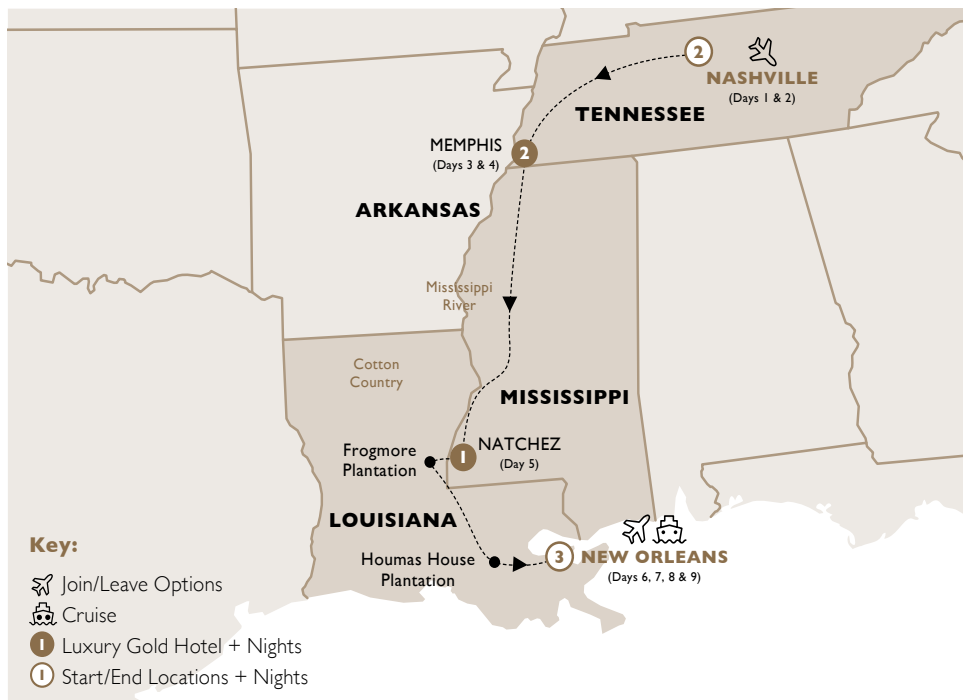 2
NASHVILLE
(Days 1 & 2)
TENNESSEE
MEMPHIS
(Days 3 & 4)
2
ARKANSAS
Mississippi
River
Cotton
Country
MISSISSIPPI
NATCHEZ
(Day 5)
1
Frogmore
Plantation
LOUISIANA
Houmas House
Plantation
3
NEW ORLEANS
(Days 6, 7, 8 & 9)
Key:
Join/Leave Options
Cruise
1 Luxury Gold Hotel + Nights
1 Start/End Locations + Nights